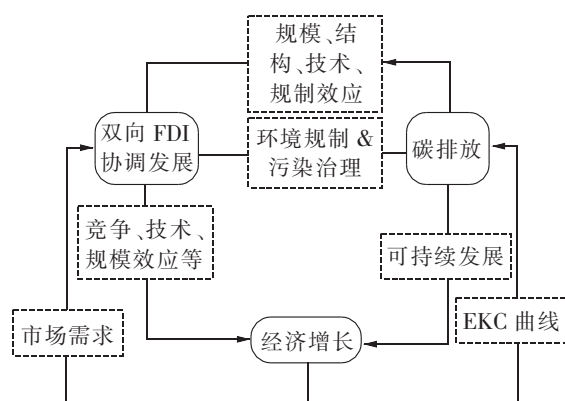 规模、结
构、技术、
规制效应
双向 FDI
协调发展
环境规制 &
污染治理
碳排放
竞争、技术、
规模效应等
可持续发展
市场需求
经济增长
EKC 曲线